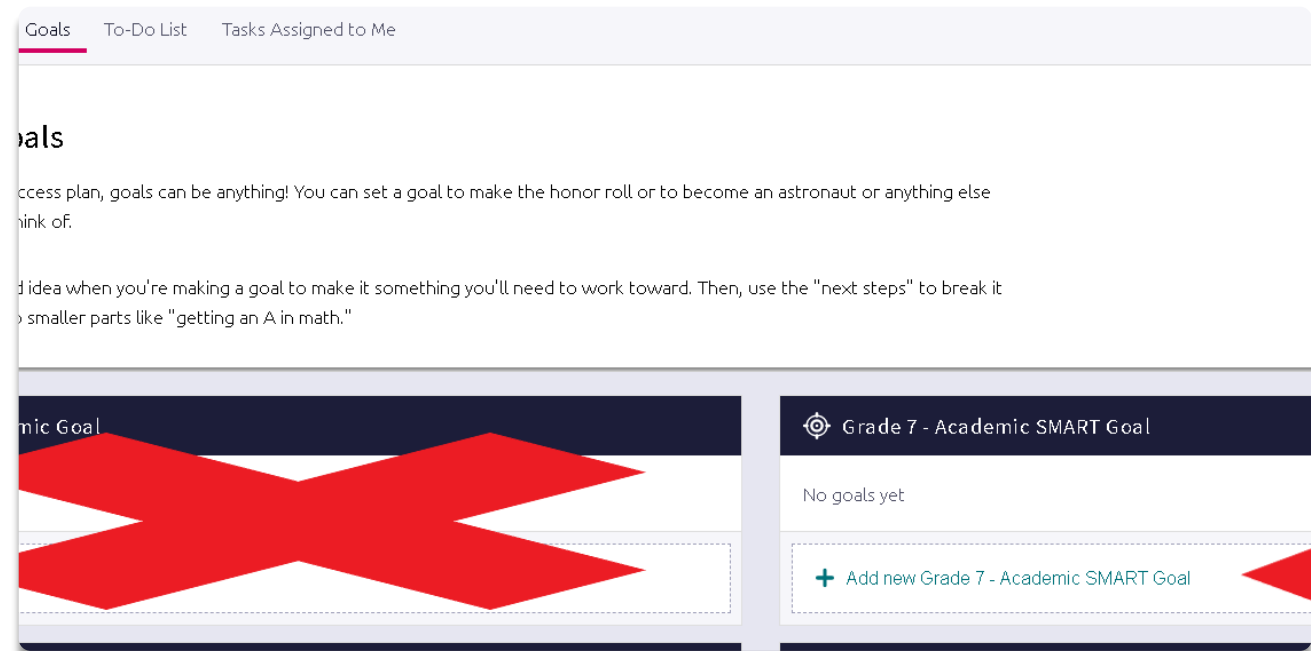 Goals To-Do List Tasks Assigned to Me
als
ccess plan, goals can be anything! You can set a goal to make the honor roll or to become an astronaut or anything else
hink of.
d idea when you're making a goal to make it something you'll need to work toward. Then, use the "next steps" to break it
smaller parts like "getting an A in math."
mic Goal
Grade 7 - Academic SMART Goal
No goals yet
+ Add new Grade 7 - Academic SMART Goal